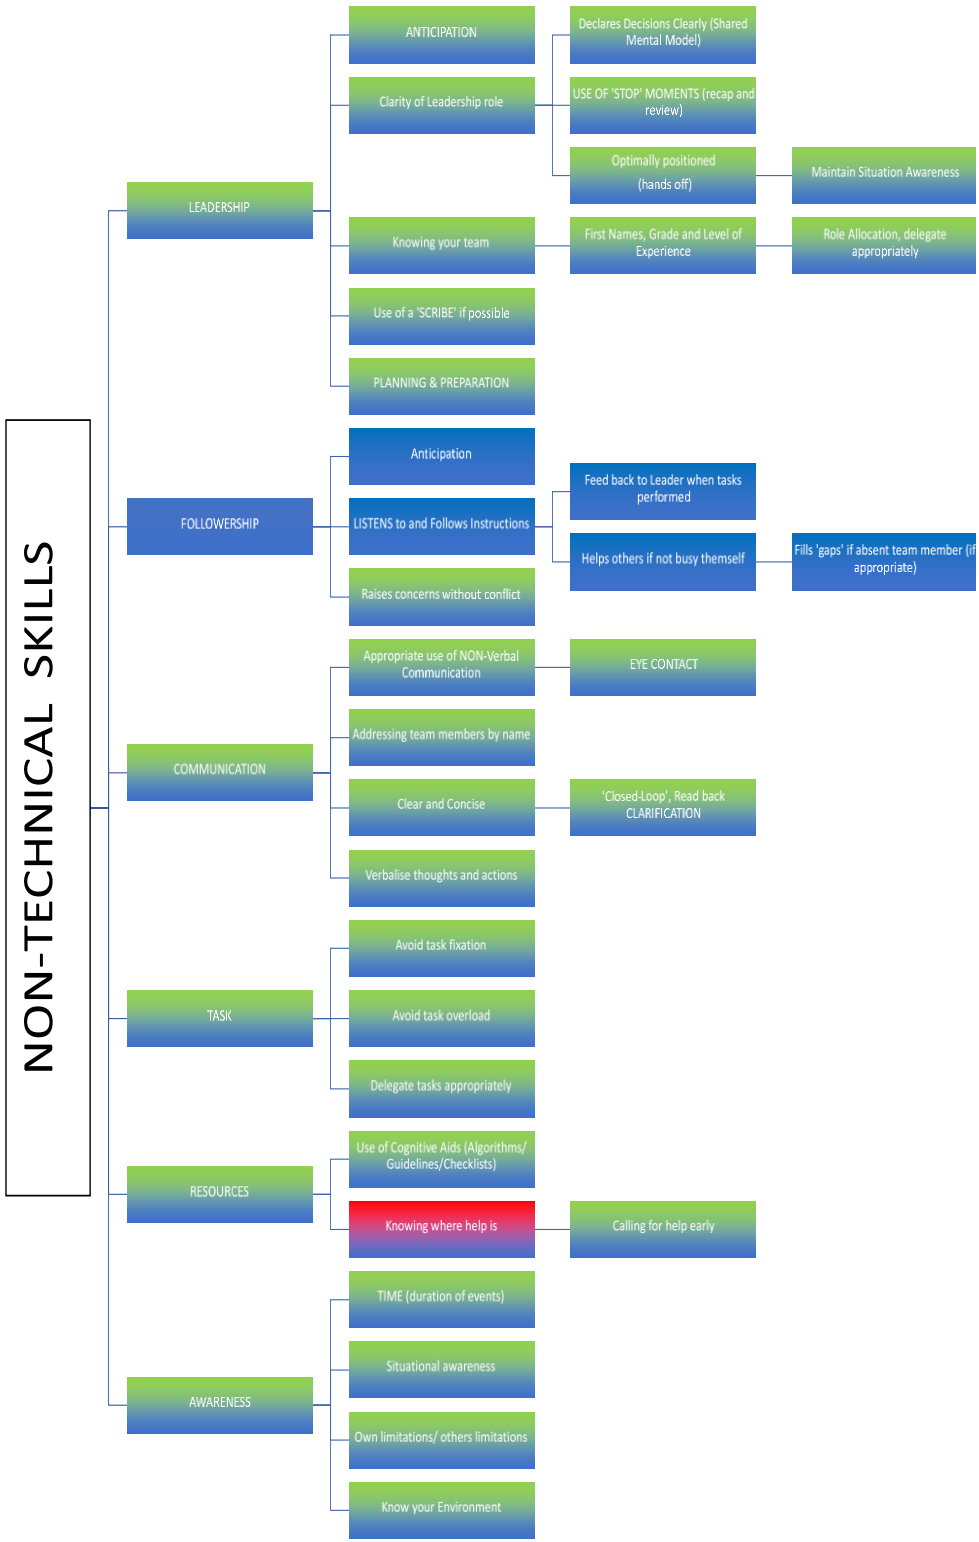 NON-TECHNICAL SKILLS
LEADERSHIP
ANTICIPATION
Clarity of Leadership role
Declares Decisions Clearly (Shared
Mental Model)
USE OF 'STOP' MOMENTS (recap and
review)
Optimally positioned
(hands off)
Maintain Situation Awareness
Knowing your team
First Names, Grade and Level of
Experience
Role Allocation, delegate
appropriately
Use of a 'SCRIBE' if possible
PLANNING & PREPARATION
FOLLOWERSHIP
Anticipation
LISTENS to and Follows Instructions
Feed back to Leader when tasks
performed
Helps others if not busy themself
Fills 'gaps' if absent team member (if
appropriate)
Raises concerns without conflict
COMMUNICATION
Appropriate use of NON-Verbal
Communication
EYE CONTACT
Addressing team members by name
Clear and Concise
'Closed-Loop', Read back
CLARIFICATION
Verbalise thoughts and actions
TASK
Avoid task fixation
Avoid task overload
Delegate tasks appropriately
RESOURCES
Use of Cognitive Aids (Algorithms/
Guidelines/Checklists)
Knowing where help is
Calling for help early
AWARENESS
TIME (duration of events)
Situational awareness
Own limitations/ others limitations
Know your Environment